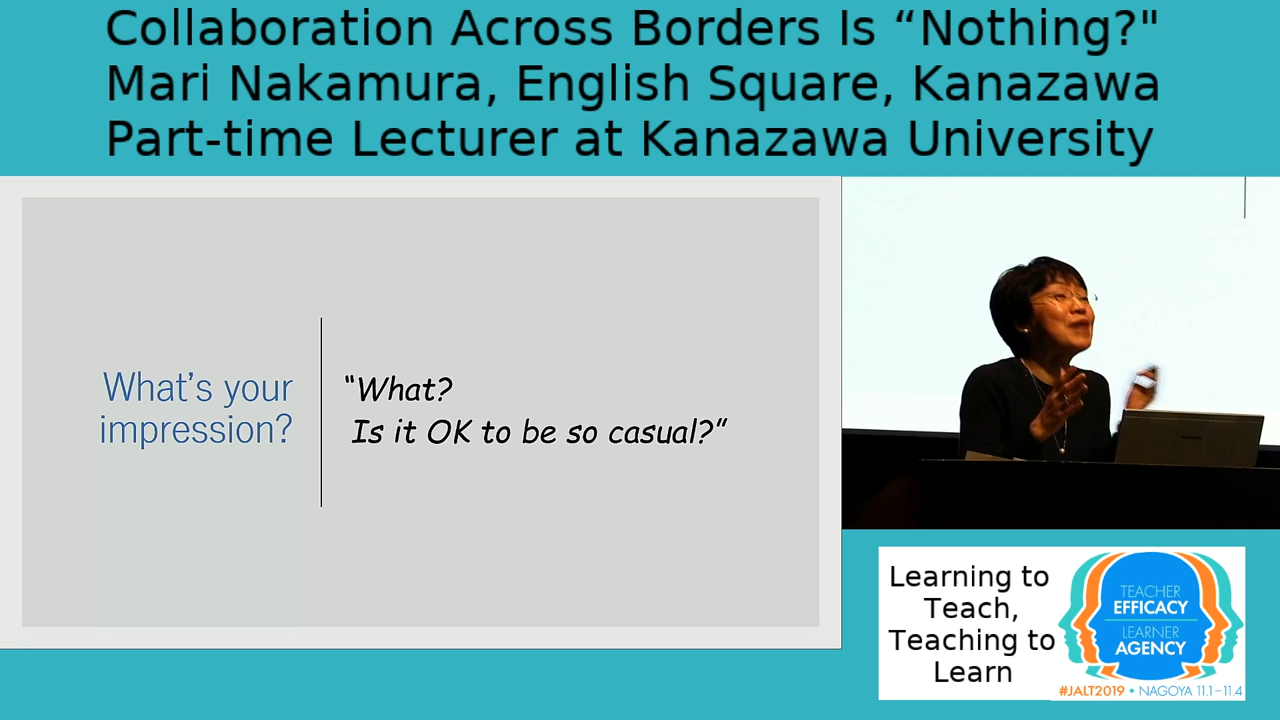 Collaboration Across Borders Is “Nothing?"
Mari Nakamura, English Square, Kanazawa
Part-time Lecturer at Kanazawa University
What’s your
impression?
“What?
Is it OK to be so casual?”
Learning to
Teach,
Teaching to
Learn
TEACHER
EFFICACY
LEARNER
AGENCY
#JALT2019 • NAGOYA 11.1–11.4